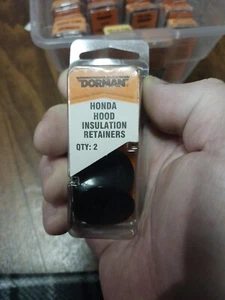 DORMAN
HONDA
HOOD
INSULATION
RETAINERS
QTY: 2